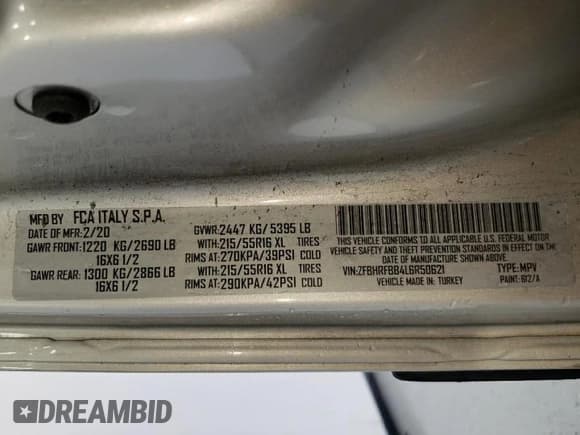 MFD BY FCA ITALY S.P.A.
DATE OF MFR: 2/20 GVWR: 2447 KG/5395 LB
GAWR FRONT: 1220 KG/2690 LB WITH: 215/55R16 XL TIRES
16X6 1/2 RIMS AT: 270KPA/39PSI COLD
GAWR REAR: 1300 KG/2866 LB WITH: 215/55R16 XL TIRES
16X6 1/2 RIMS AT: 290KPA/42PSI COLD
THIS VEHICLE CONFORMS TO ALL APPLICABLE U.S.A. FEDERAL MOTOR
VEHICLE SAFETY AND THEFT PREVENTION STANDARDS IN EFFECT ON THE
DATE OF MANUFACTURE SHOWN ABOVE.
VIN: ZFBHRFBB4L6R50621 TYPE: MPV
VEHICLE MADE IN: TURKEY PAINT: 612/A
DREAMBID